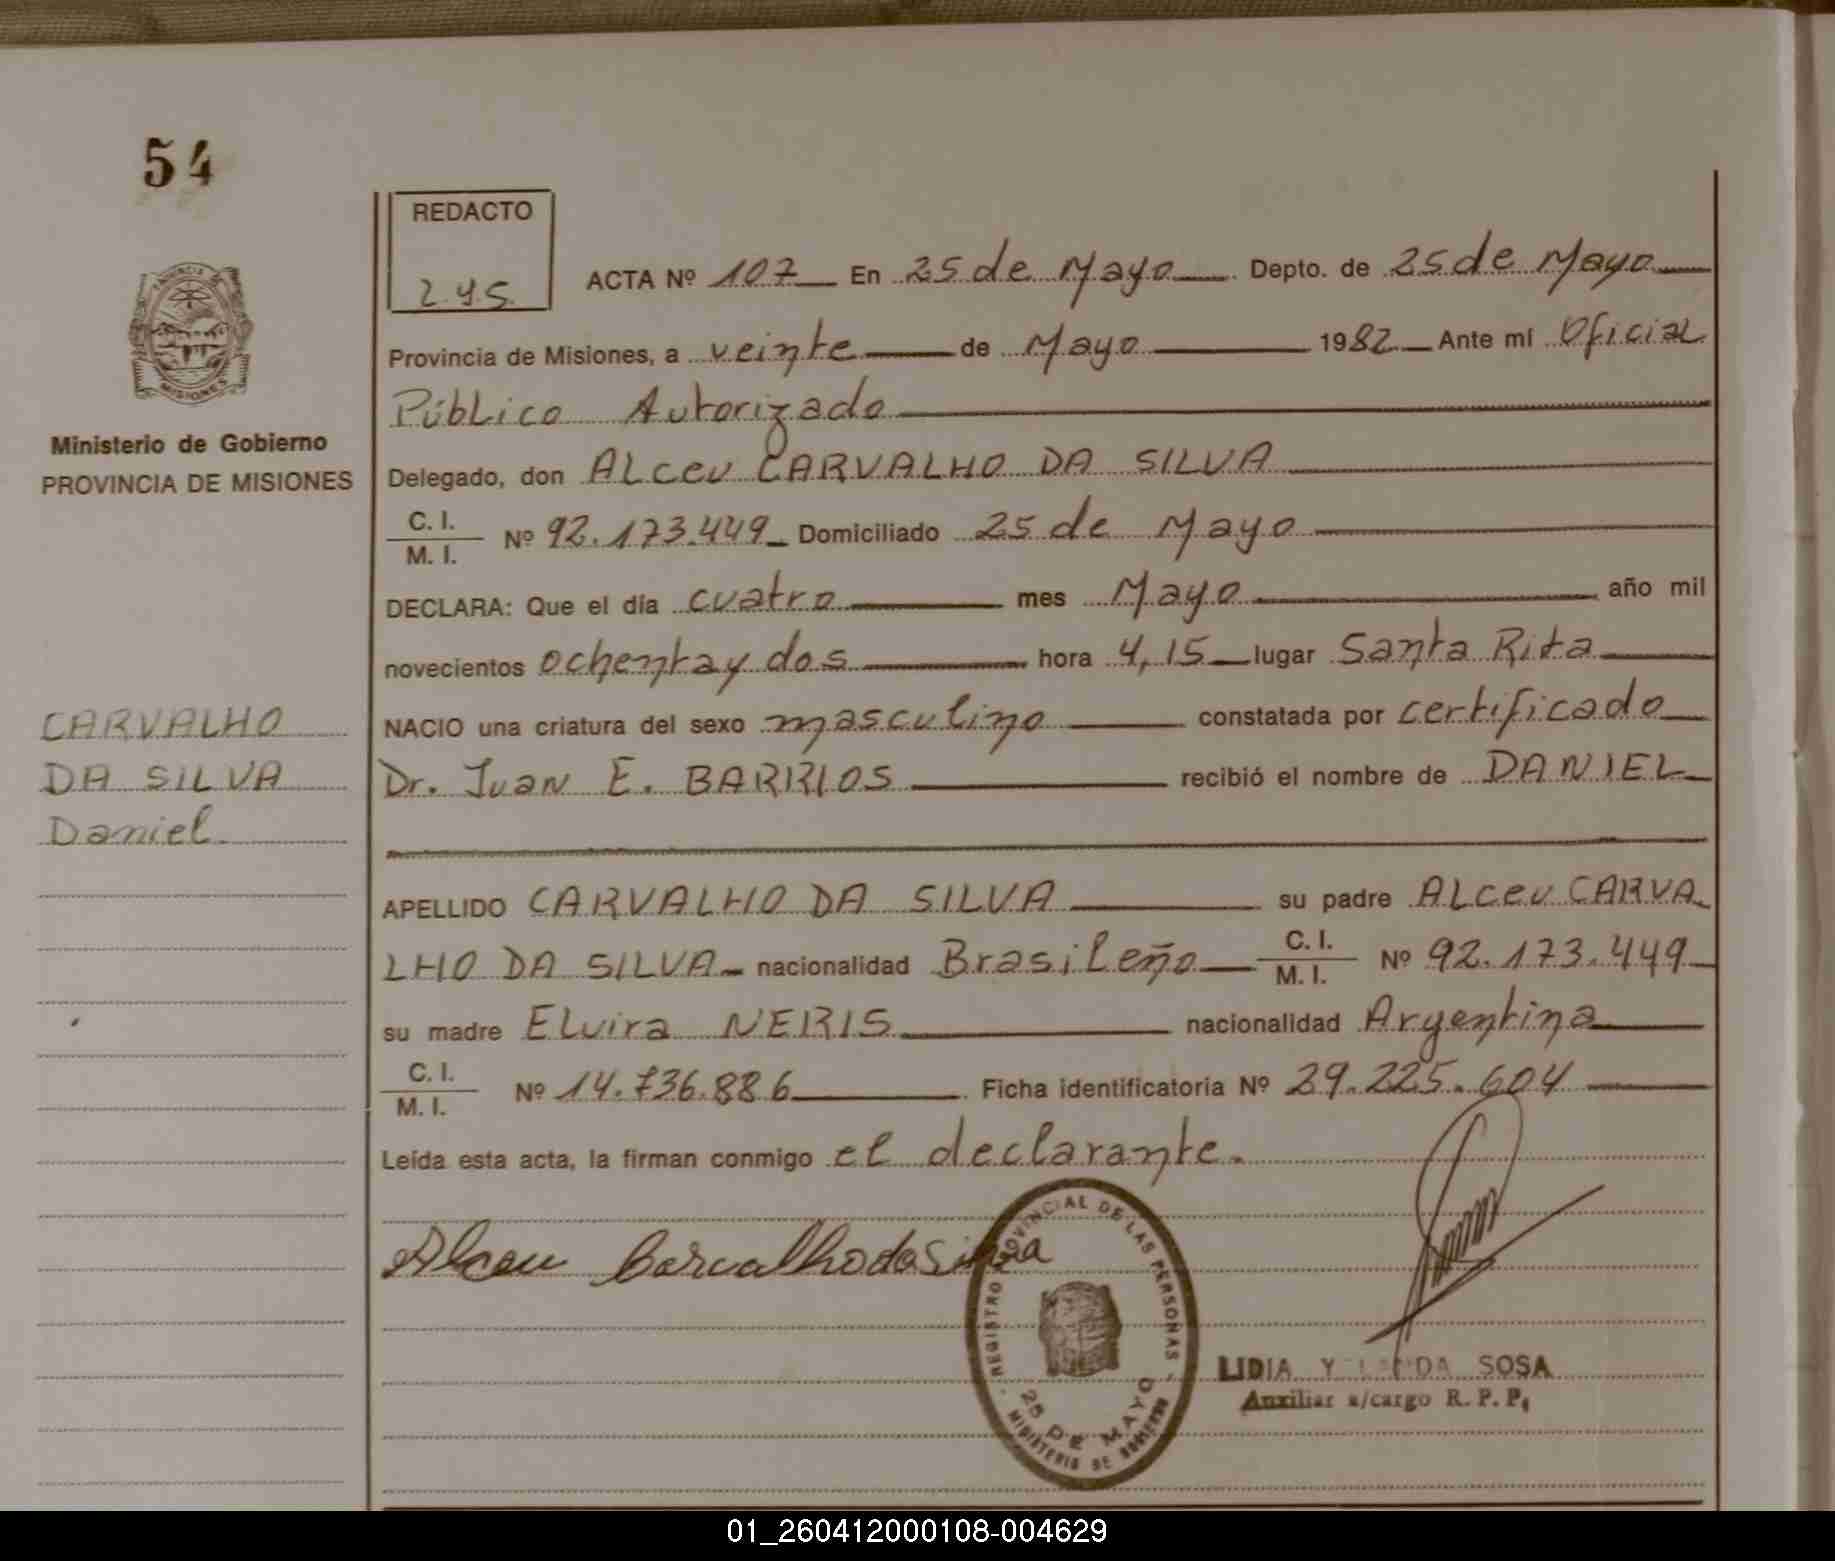 54
REDACTO
ACTA Nº 107 En 25 de Mayo Depto. de 25 de Mayo
Provincia de Misiones, a veinte de Mayo 1982 Ante mí Oficial
Público Autorizado
Ministerio de Gobierno
PROVINCIA DE MISIONES
Delegado, don ALceu CARVALHO DA SILVA
C. I.
M. I. Nº 92.173.449 Domiciliado 25 de Mayo
DECLARA: Que el día cuatro mes Mayo año mil
novecientos ochenta y dos hora 4,15 lugar Santa Rita
NACIO una criatura del sexo masculino constatada por certificado
Dr. Juan E. BARRIOS recibió el nombre de DANIEL
CARVALHO
DA SILVA
Daniel
APELLIDO CARVALHO DA SILVA su padre ALceu CARVA
LHO DA SILVA nacionalidad Brasileño C. I.
M. I. Nº 92.173.449
su madre ELvira NERIS nacionalidad Argentina
C. I.
M. I. Nº 14.736.886 Ficha identificatoria Nº 29.225.604
Leída esta acta, la firman conmigo el declarante.
Alceu Carvalho da Silva
REGISTRO PROVINCIAL DE LAS PERSONAS
25 DE MAYO
MINISTERIO DE GOBIERNO
LIDIA YOLANDA SOSA
Auxiliar a/cargo R. P. P.
01_260412000108-004629